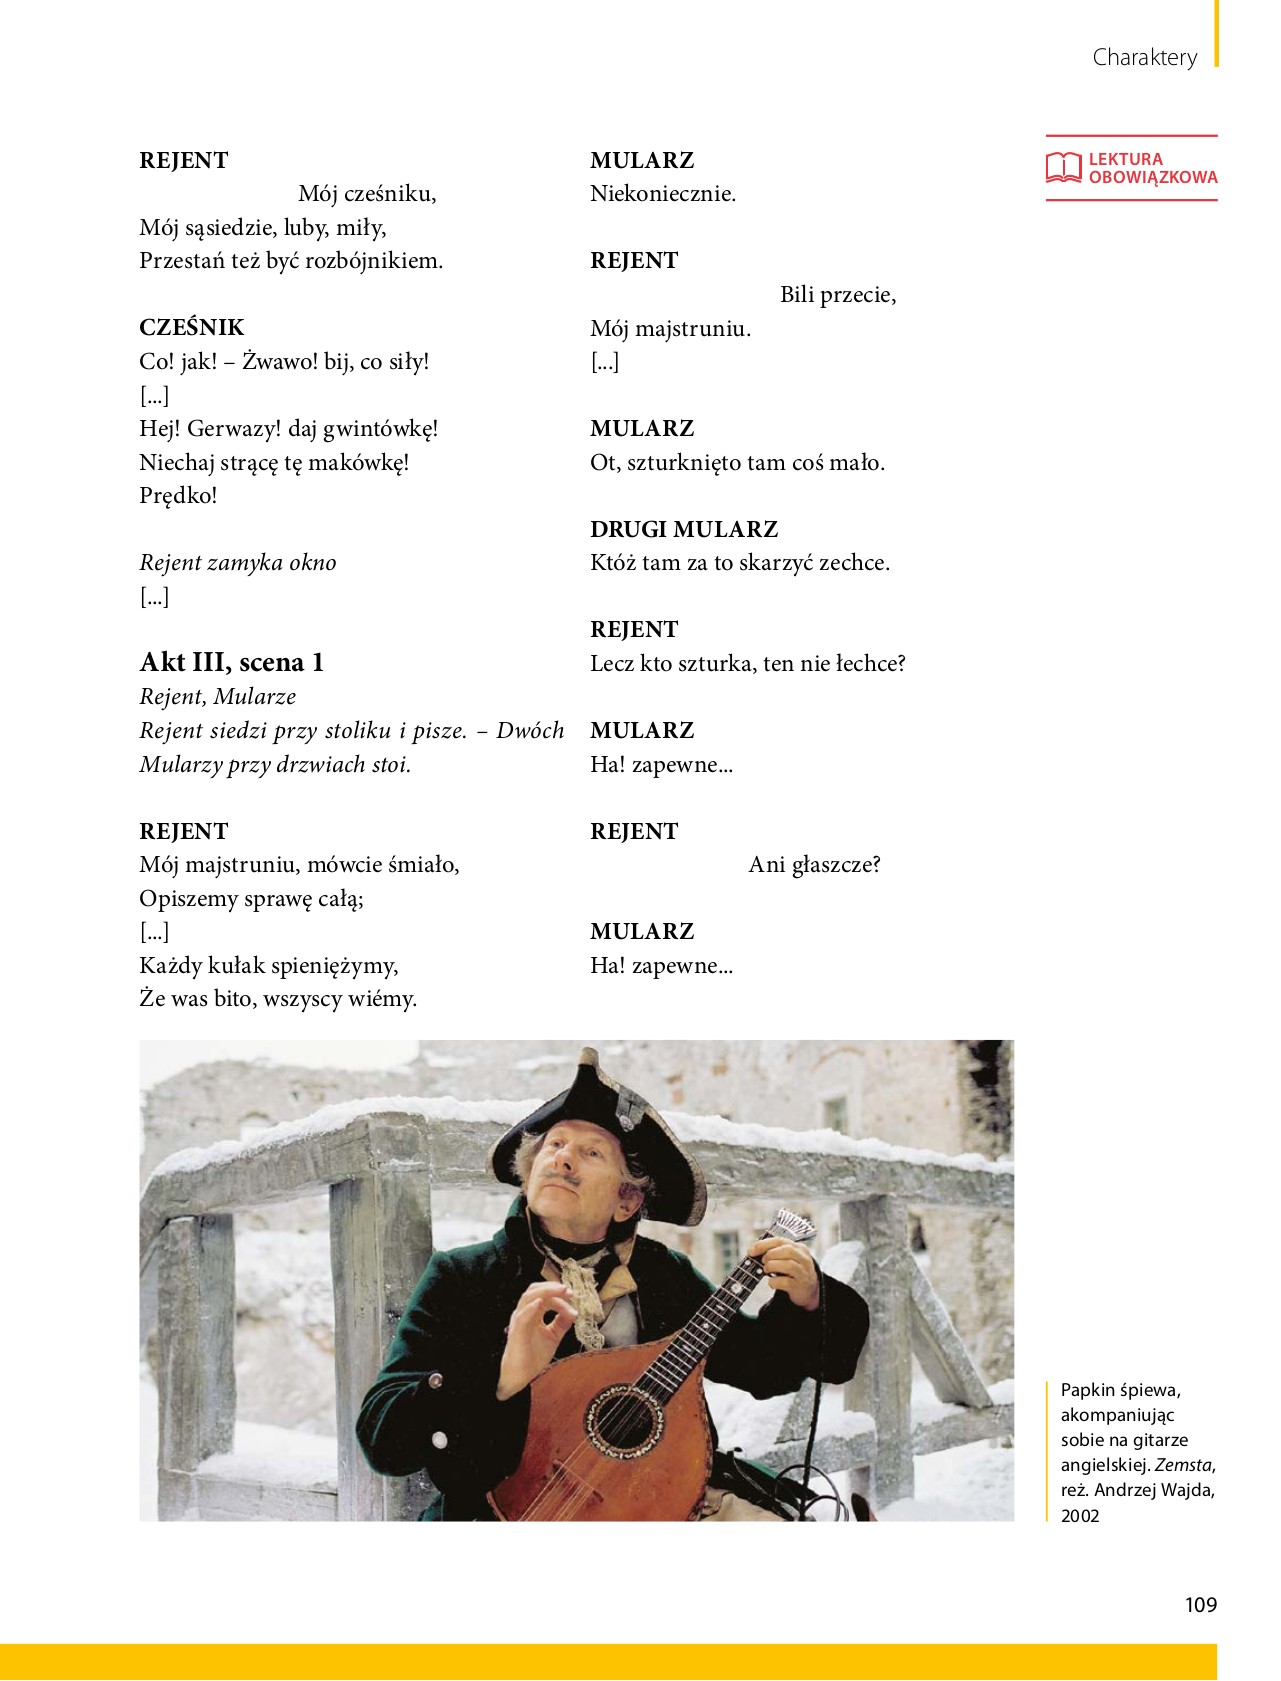 Charaktery
LEKTURA
OBOWIĄZKOWA
REJENT
Mój cześniku,
Mój sąsiedzie, luby, miły,
Przestań też być rozbójnikiem.
CZEŚNIK
Co! jak! – Żwawo! bij, co siły!
[...]
Hej! Gerwazy! daj gwintówkę!
Niechaj strącę tę makówkę!
Prędko!
Rejent zamyka okno
[...]
Akt III, scena 1
Rejent, Mularze
Rejent siedzi przy stoliku i pisze. – Dwóch
Mularzy przy drzwiach stoi.
REJENT
Mój majstruniu, mówcie śmiało,
Opiszemy sprawę całą;
[...]
Każdy kułak spieniężymy,
Że was bito, wszyscy wiémy.
MULARZ
Niekoniecznie.
REJENT
Bili przecie,
Mój majstruniu.
[...]
MULARZ
Ot, szturknięto tam coś mało.
DRUGI MULARZ
Któż tam za to skarzyć zechce.
REJENT
Lecz kto szturka, ten nie łechce?
MULARZ
Ha! zapewne...
REJENT
Ani głaszcze?
MULARZ
Ha! zapewne...
Papkin śpiewa,
akompaniując
sobie na gitarze
angielskiej. Zemsta,
reż. Andrzej Wajda,
2002
109